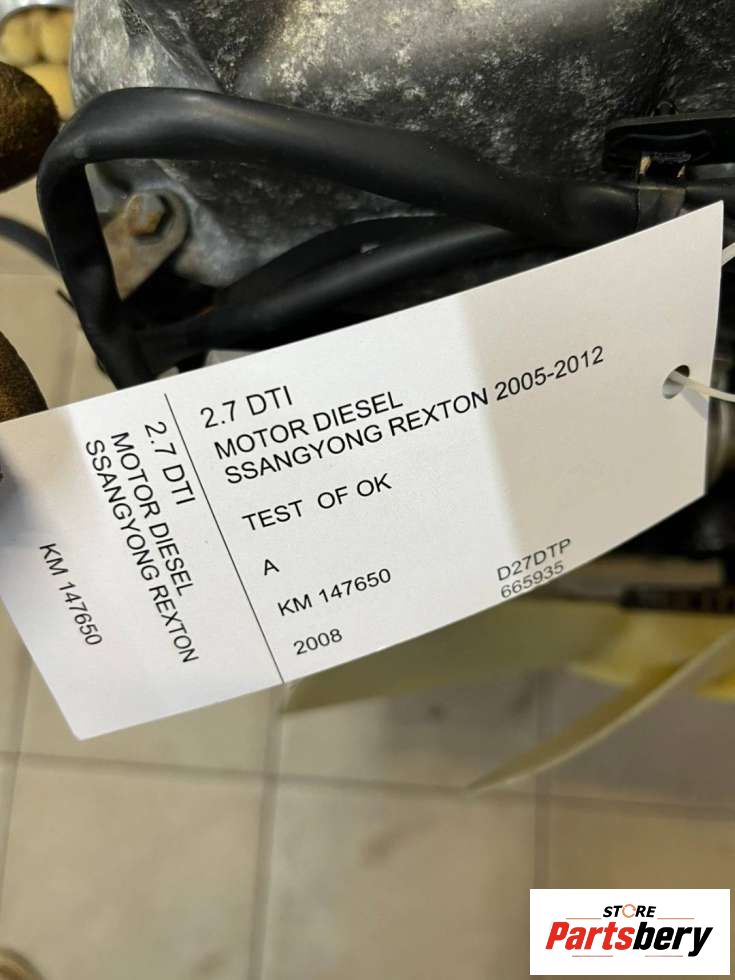 2.7 DTI
MOTOR DIESEL
SSANGYONG REXTON 2005-2012
TEST OF OK
A
KM 147650
2008
D27DTP
665935
2.7 DTI
MOTOR DIESEL
SSANGYONG REXTON
KM 147650
STORE
Partsbery